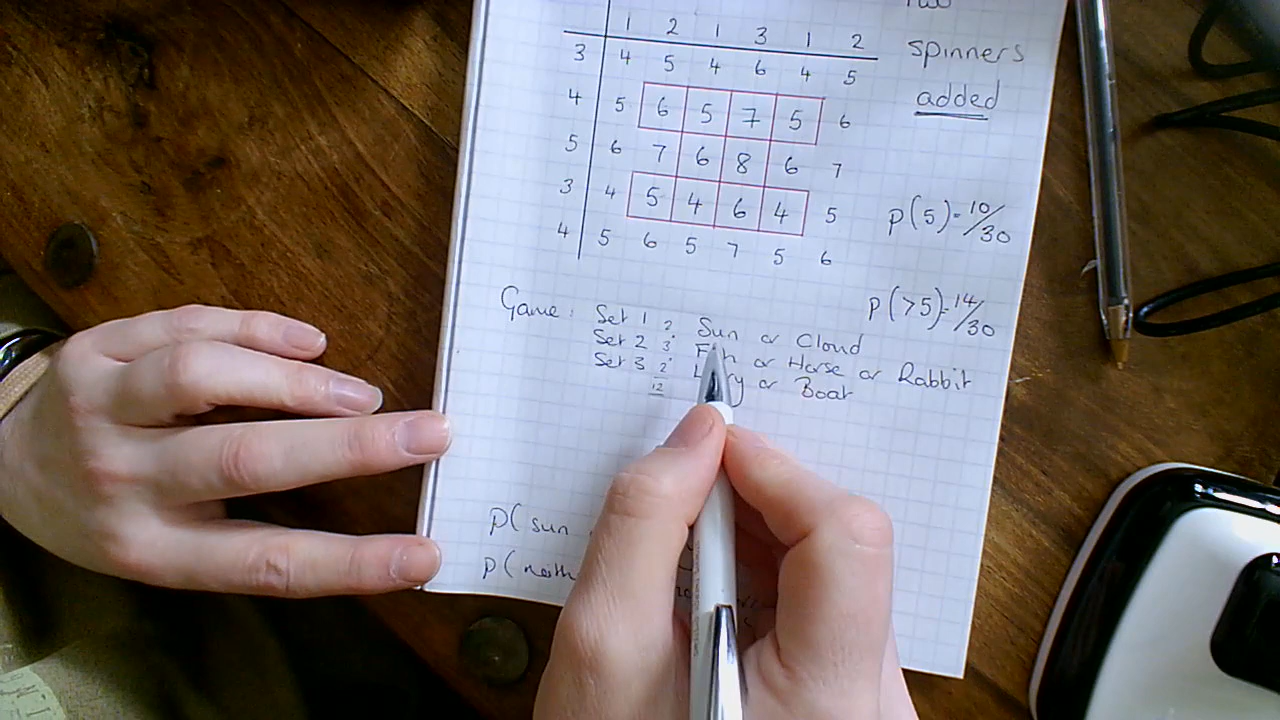 spinners
added
1 2 1 3 1 2
3 4 5 4 6 4 5
4 5 6 5 7 5 6
5 6 7 6 8 6 7
3 4 5 4 6 4 5
4 5 6 5 7 5 6
P(5)=10/30
P(>5)=14/30
Game: Set 1 2 Sun or Cloud
Set 2 3 or Horse or Rabbit
Set 3 2 or Boat
12
P( sun
P(